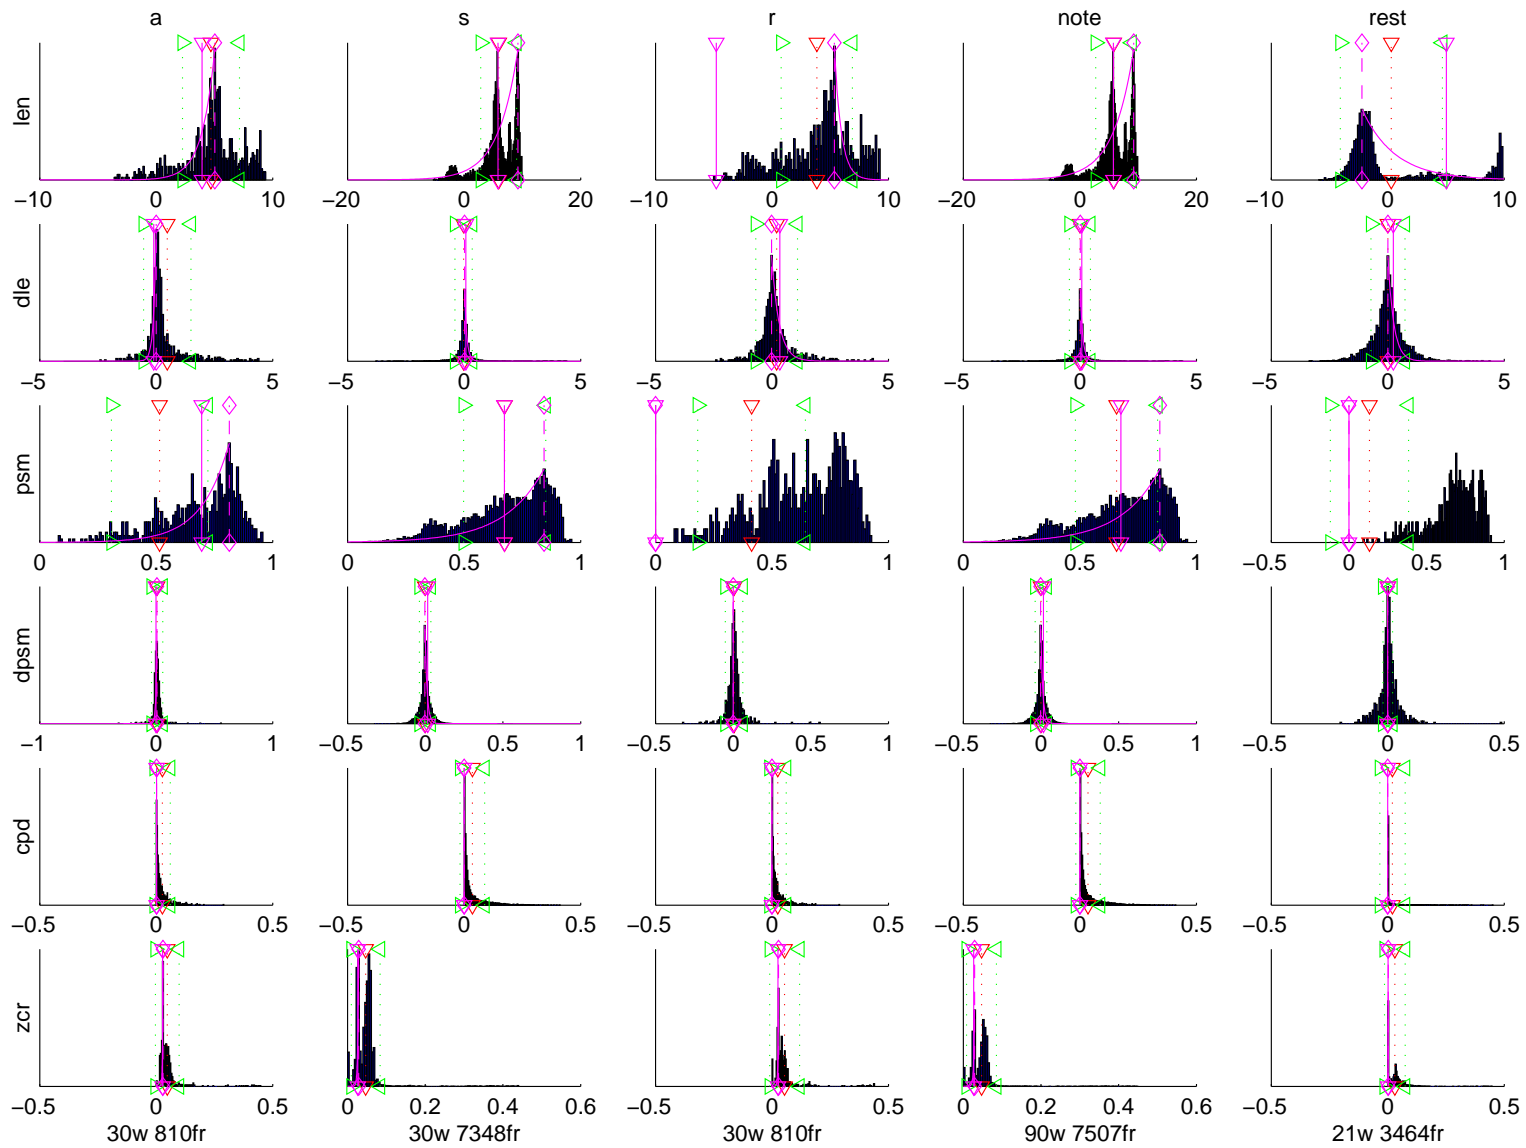 a s r note rest
len
−10 0 10 −20 0 20 −10 0 10 −20 0 20 −10 0 10
dle
−5 0 5 −5 0 5 −5 0 5 −5 0 5 −5 0 5
psm
0 0.5 1 0 0.5 1 0 0.5 1 0 0.5 1 −0.5 0 0.5 1
dpsm
−1 0 1 −0.5 0 0.5 1 −0.5 0 0.5 1 −0.5 0 0.5 1 −0.5 0 0.5
cpd
−0.5 0 0.5 −0.5 0 0.5 −0.5 0 0.5 −0.5 0 0.5 −0.5 0 0.5
zcr
−0.5 0 0.5 0 0.2 0.4 0.6 −0.5 0 0.5 0 0.2 0.4 0.6 −0.5 0 0.5
30w 810fr 30w 7348fr 30w 810fr 90w 7507fr 21w 3464fr